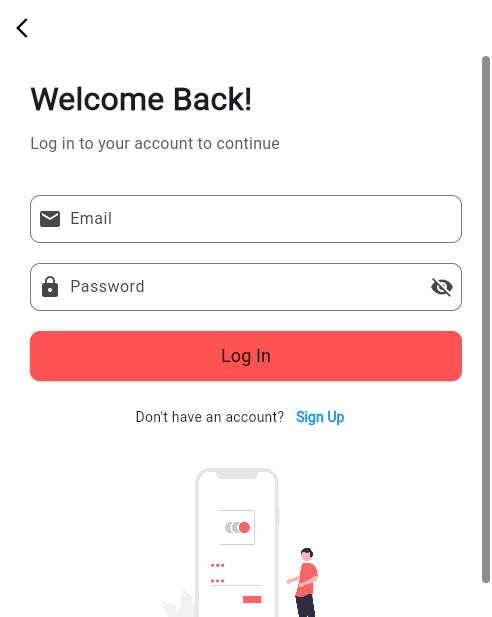 Welcome Back!
Log in to your account to continue
Email
Password
Log In
Don't have an account? Sign Up